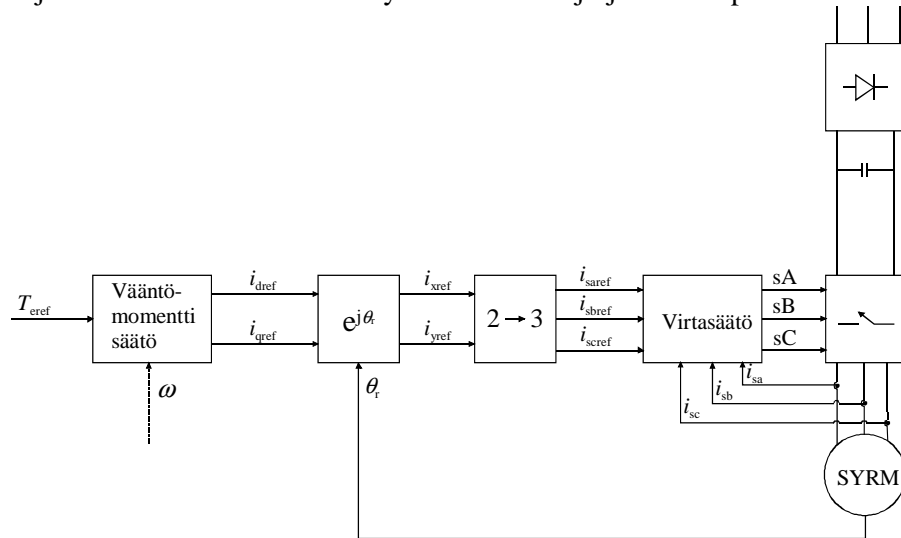 T_eref
Vääntö-
momentti
säätö
ω
i_dref
i_qref
e^jθ_r
θ_r
i_xref
i_yref
2 → 3
i_saref
i_sbref
i_scref
Virtasäätö
sA
sB
sC
i_sa
i_sb
i_sc
SYRM